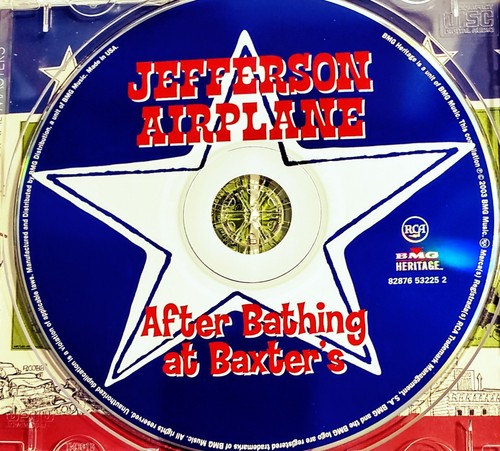 JEFFERSON
AIRPLANE
After Bathing
at Baxter's
RCA
BMG
HERITAGE
82876 53225 2
BMG Heritage is a unit of BMG Music. This compilation ℗ © 2003 BMG Music. Marca(s) Registrada(s) RCA Trademark Management, S.A. BMG and the BMG logo are registered trademarks of BMG Music. All rights reserved. Unauthorized duplication is a violation of applicable laws. Manufactured and Distributed by BMG Distribution, a unit of BMG Music. Made in USA.